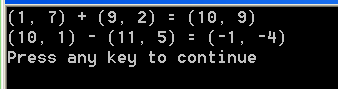 (1, 7) + (9, 2) = (10, 9)
(10, 1) - (11, 5) = (-1, -4)
Press any key to continue